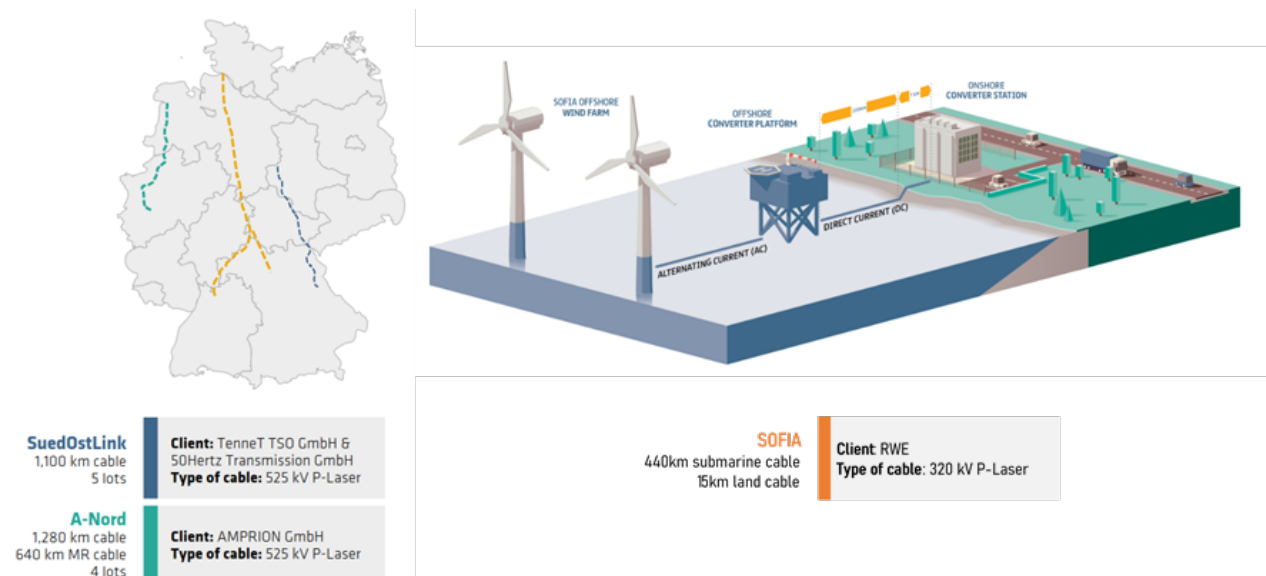 SuedOstLink
1,100 km cable
5 lots
Client: TenneT TSO GmbH &
50Hertz Transmission GmbH
Type of cable: 525 kV P-Laser
A-Nord
1,280 km cable
640 km MR cable
4 lots
Client: AMPRION GmbH
Type of cable: 525 kV P-Laser
SOFIA OFFSHORE
WIND FARM
OFFSHORE
CONVERTER PLATFORM
ONSHORE
CONVERTER STATION
ALTERNATING CURRENT (AC)
DIRECT CURRENT (DC)
SOFIA
440km submarine cable
15km land cable
Client: RWE
Type of cable: 320 kV P-Laser